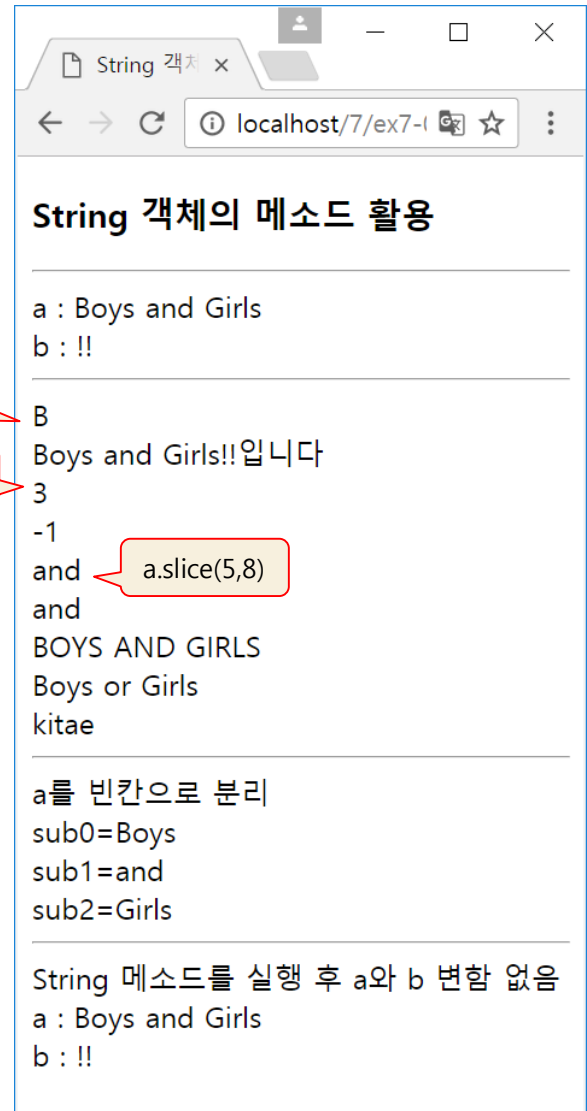 String 객체
localhost/7/ex7-
String 객체의 메소드 활용
a : Boys and Girls
b : !!
B
Boys and Girls!!입니다
3
-1
and
a.slice(5,8)
and
BOYS AND GIRLS
Boys or Girls
kitae
a를 빈칸으로 분리
sub0=Boys
sub1=and
sub2=Girls
String 메소드를 실행 후 a와 b 변함 없음
a : Boys and Girls
b : !!